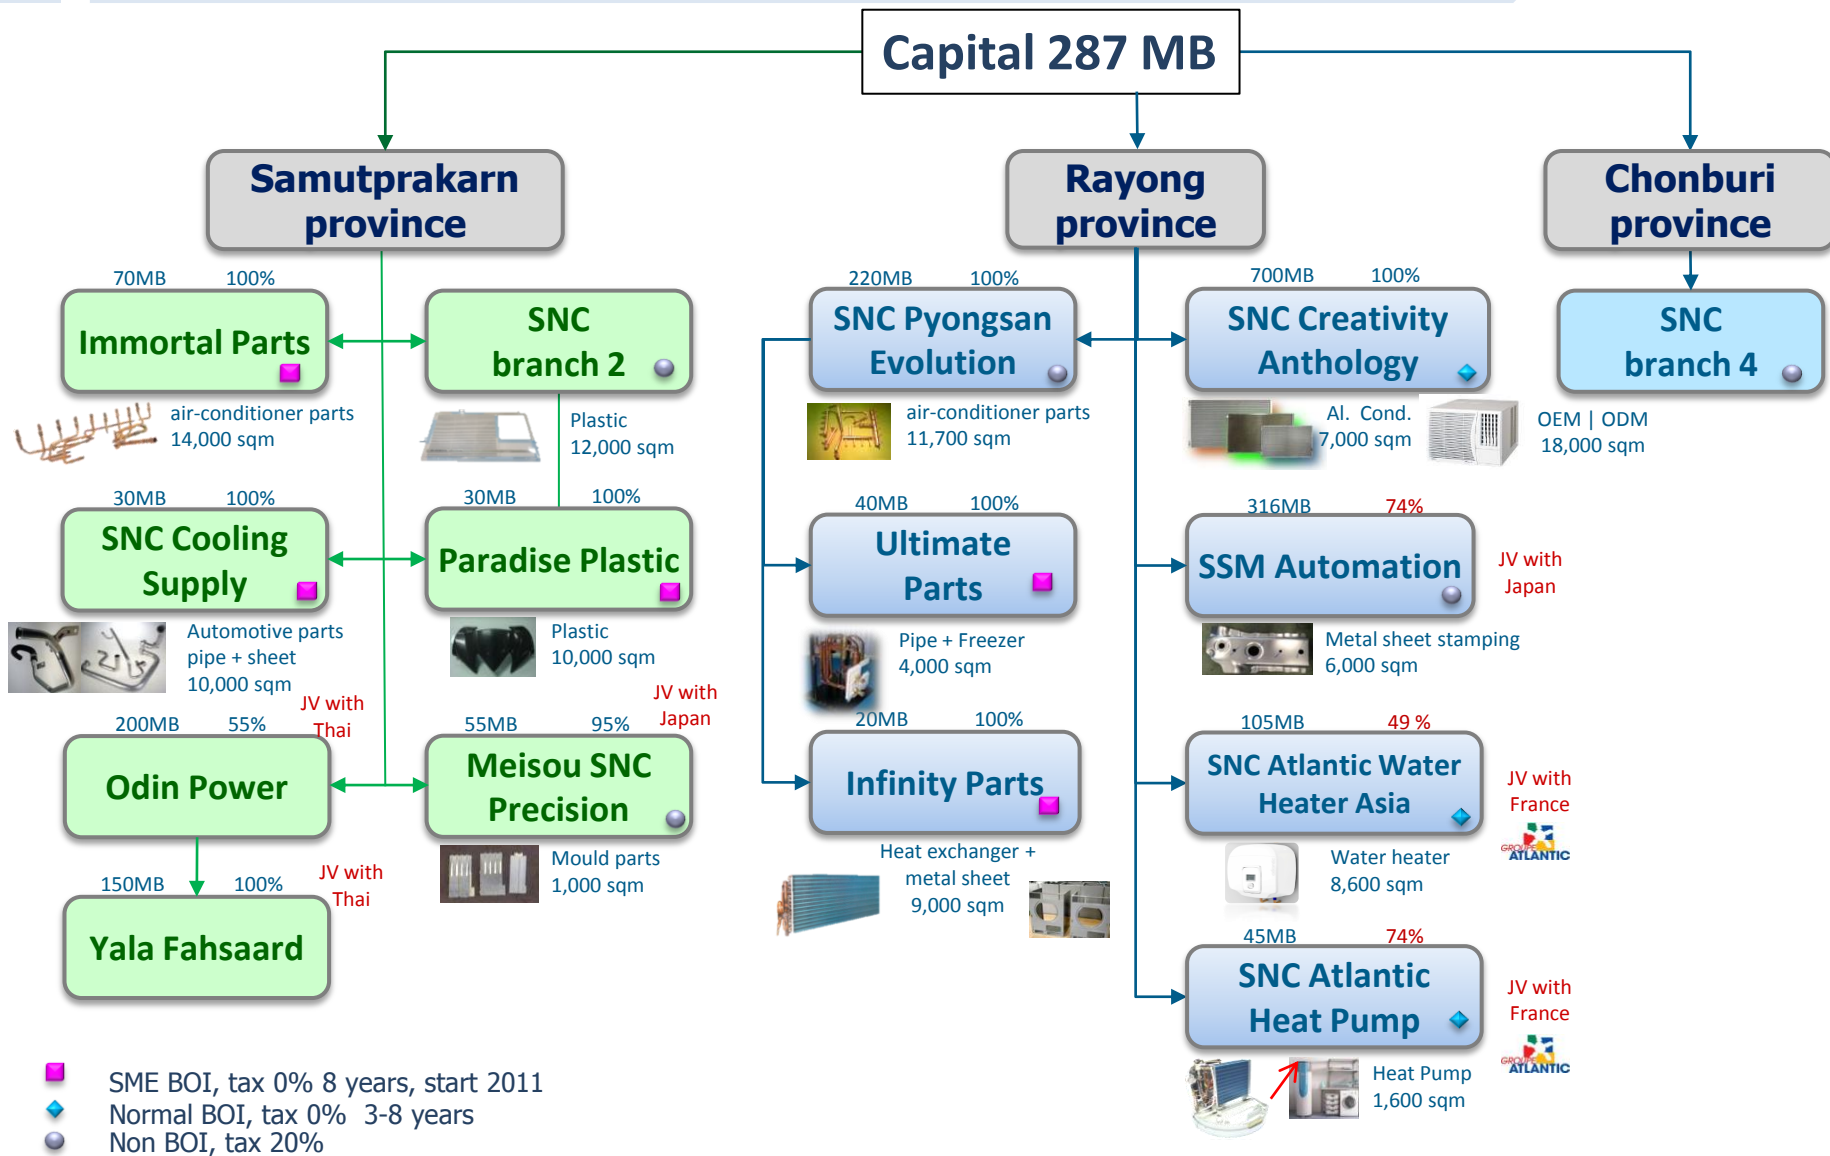 Capital 287 MB
Samutprakarn
province
Rayong
province
Chonburi
province
70MB 100%
Immortal Parts
air-conditioner parts
14,000 sqm
SNC
branch 2
Plastic
12,000 sqm
30MB 100%
SNC Cooling
Supply
Automotive parts
pipe + sheet
10,000 sqm
30MB 100%
Paradise Plastic
Plastic
10,000 sqm
JV with
Thai
200MB 55%
Odin Power
JV with
Japan
55MB 95%
Meisou SNC
Precision
Mould parts
1,000 sqm
JV with
Thai
150MB 100%
Yala Fahsaard
220MB 100%
SNC Pyongsan
Evolution
air-conditioner parts
11,700 sqm
40MB 100%
Ultimate
Parts
Pipe + Freezer
4,000 sqm
20MB 100%
Infinity Parts
Heat exchanger +
metal sheet
9,000 sqm
700MB 100%
SNC Creativity
Anthology
Al. Cond.
7,000 sqm
OEM | ODM
18,000 sqm
316MB 74%
SSM Automation
JV with
Japan
Metal sheet stamping
6,000 sqm
105MB 49 %
SNC Atlantic Water
Heater Asia
JV with
France
GROUPE
ATLANTIC
Water heater
8,600 sqm
45MB 74%
SNC Atlantic
Heat Pump
JV with
France
GROUPE
ATLANTIC
Heat Pump
1,600 sqm
SNC
branch 4
SME BOI, tax 0% 8 years, start 2011
Normal BOI, tax 0% 3-8 years
Non BOI, tax 20%